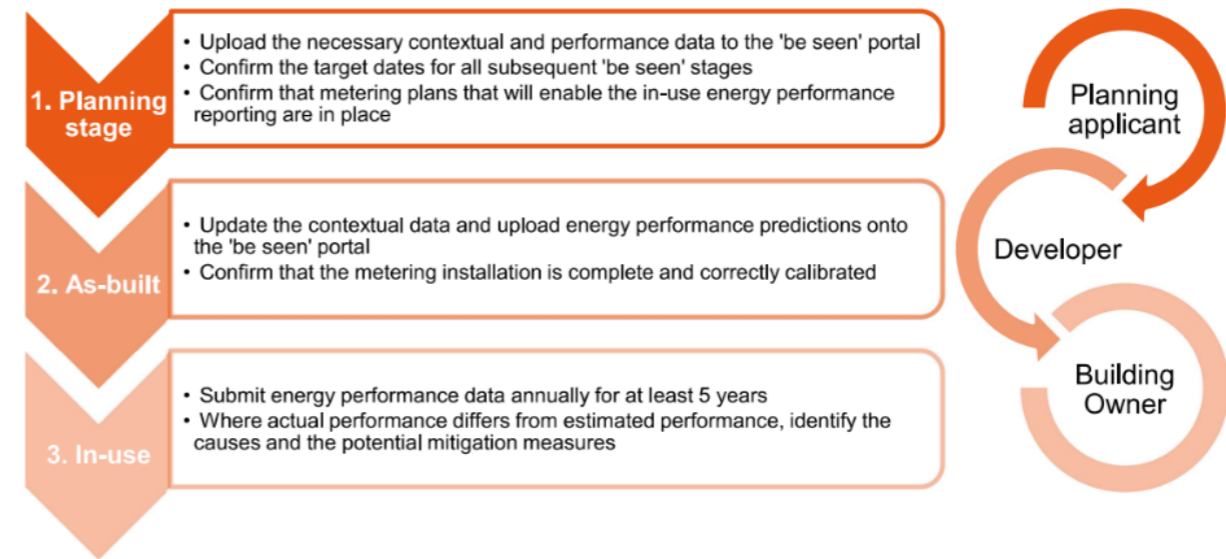 1. Planning
stage
• Upload the necessary contextual and performance data to the 'be seen' portal
• Confirm the target dates for all subsequent 'be seen' stages
• Confirm that metering plans that will enable the in-use energy performance
reporting are in place
Planning
applicant
2. As-built
• Update the contextual data and upload energy performance predictions onto
the 'be seen' portal
• Confirm that the metering installation is complete and correctly calibrated
Developer
3. In-use
• Submit energy performance data annually for at least 5 years
• Where actual performance differs from estimated performance, identify the
causes and the potential mitigation measures
Building
Owner